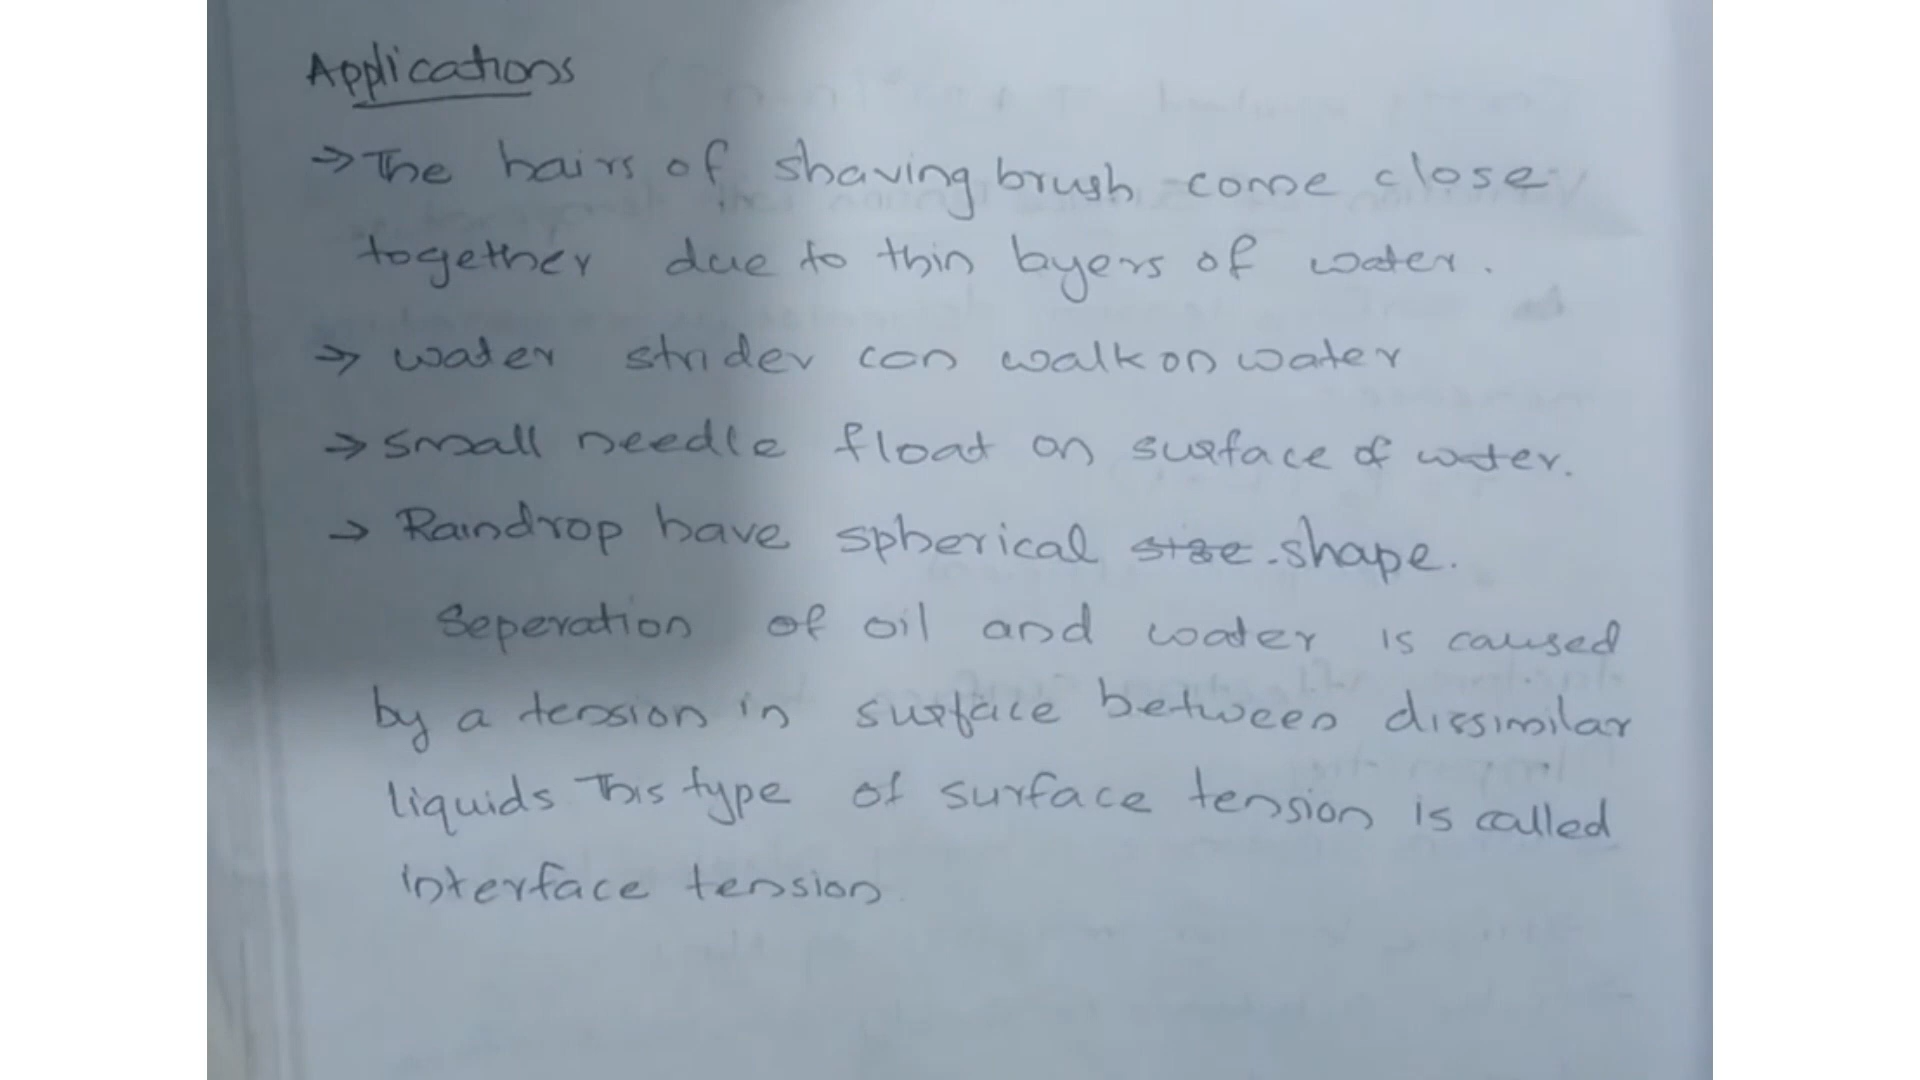 Applications
→ The hairs of shaving brush come close
together due to thin layers of water.
→ water strider can walk on water
→ small needle float on surface of water.
→ Raindrop have spherical size shape.
Seperation of oil and water is caused
by a tension in surface between dissimilar
liquids This type of surface tension is called
interface tension